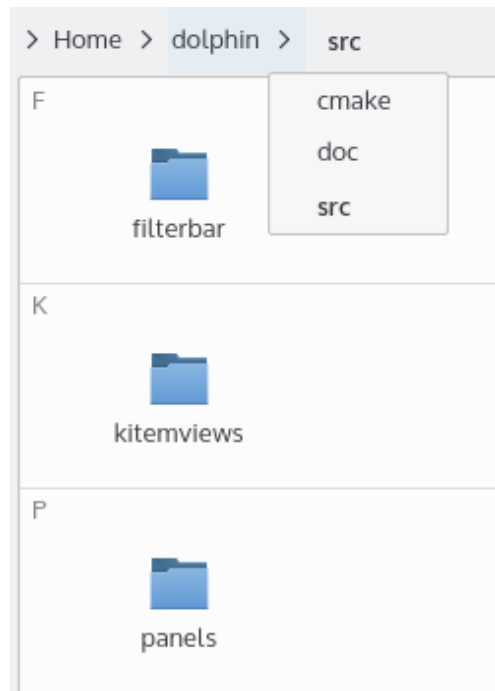 > Home > dolphin > src
cmake
doc
src
F
filterbar
K
kitemviews
P
panels